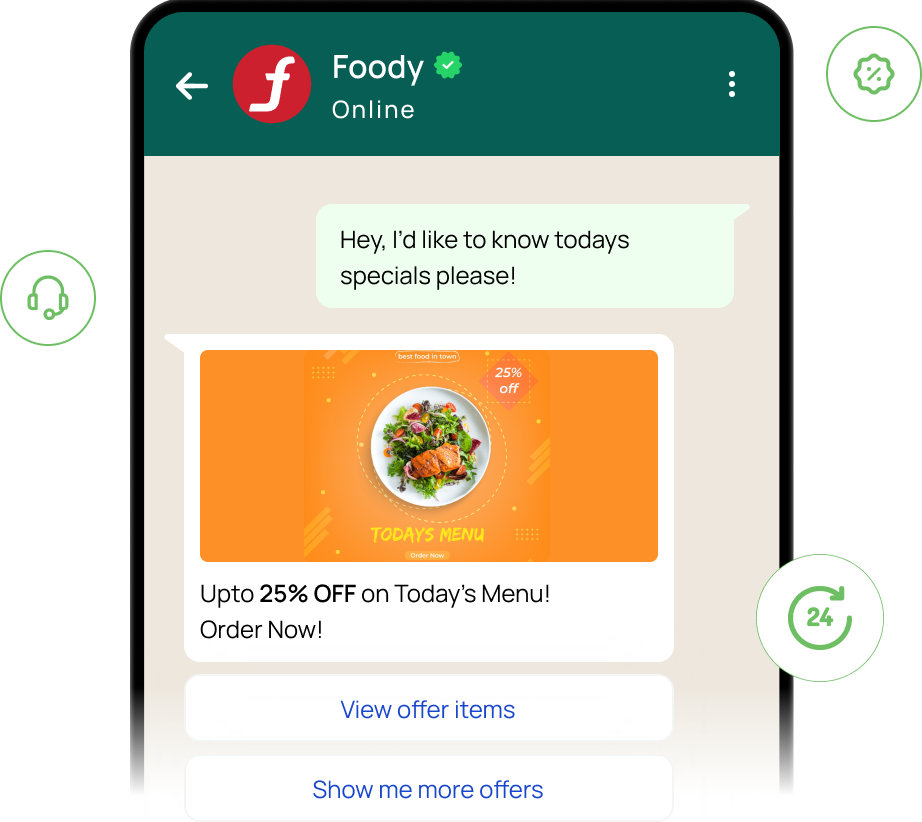 Foody
Online
Hey, I'd like to know todays
specials please!
best food in town
25%
off
TODAYS MENU
Order Now
Upto 25% OFF on Today's Menu!
Order Now!
24
View offer items
Show me more offers